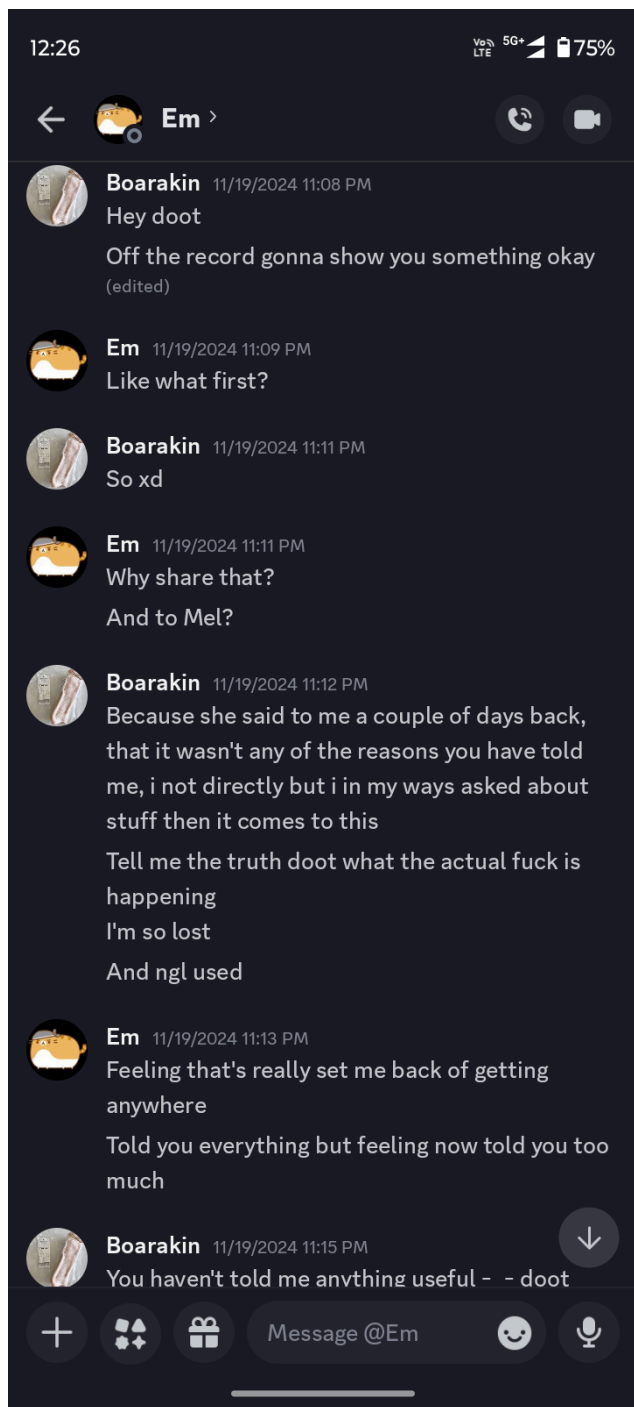 12:26
Vo
LTE
5G+
75%
Em
Boarakin 11/19/2024 11:08 PM
Hey doot
Off the record gonna show you something okay
(edited)
Em 11/19/2024 11:09 PM
Like what first?
Boarakin 11/19/2024 11:11 PM
So xd
Em 11/19/2024 11:11 PM
Why share that?
And to Mel?
Boarakin 11/19/2024 11:12 PM
Because she said to me a couple of days back,
that it wasn't any of the reasons you have told
me, i not directly but i in my ways asked about
stuff then it comes to this
Tell me the truth doot what the actual fuck is
happening
I'm so lost
And ngl used
Em 11/19/2024 11:13 PM
Feeling that's really set me back of getting
anywhere
Told you everything but feeling now told you too
much
Boarakin 11/19/2024 11:15 PM
You haven't told me anything useful - - doot
Message @Em